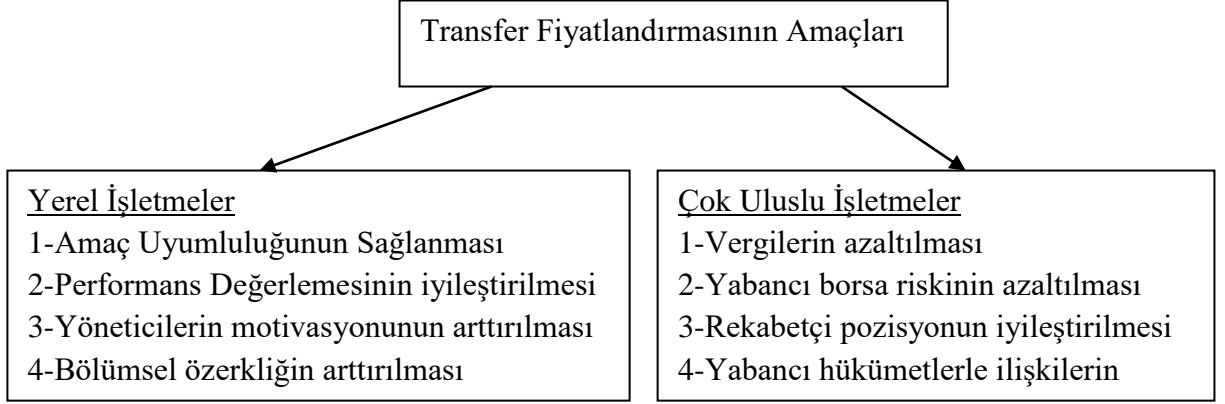 Transfer Fiyatlandırmasının Amaçları
Yerel İşletmeler
1-Amaç Uyumluluğunun Sağlanması
2-Performans Değerlemesinin iyileştirilmesi
3-Yöneticilerin motivasyonunun arttırılması
4-Bölümsel özerkliğin arttırılması
Çok Uluslu İşletmeler
1-Vergilerin azaltılması
2-Yabancı borsa riskinin azaltılması
3-Rekabetçi pozisyonun iyileştirilmesi
4-Yabancı hükümetlerle ilişkilerin